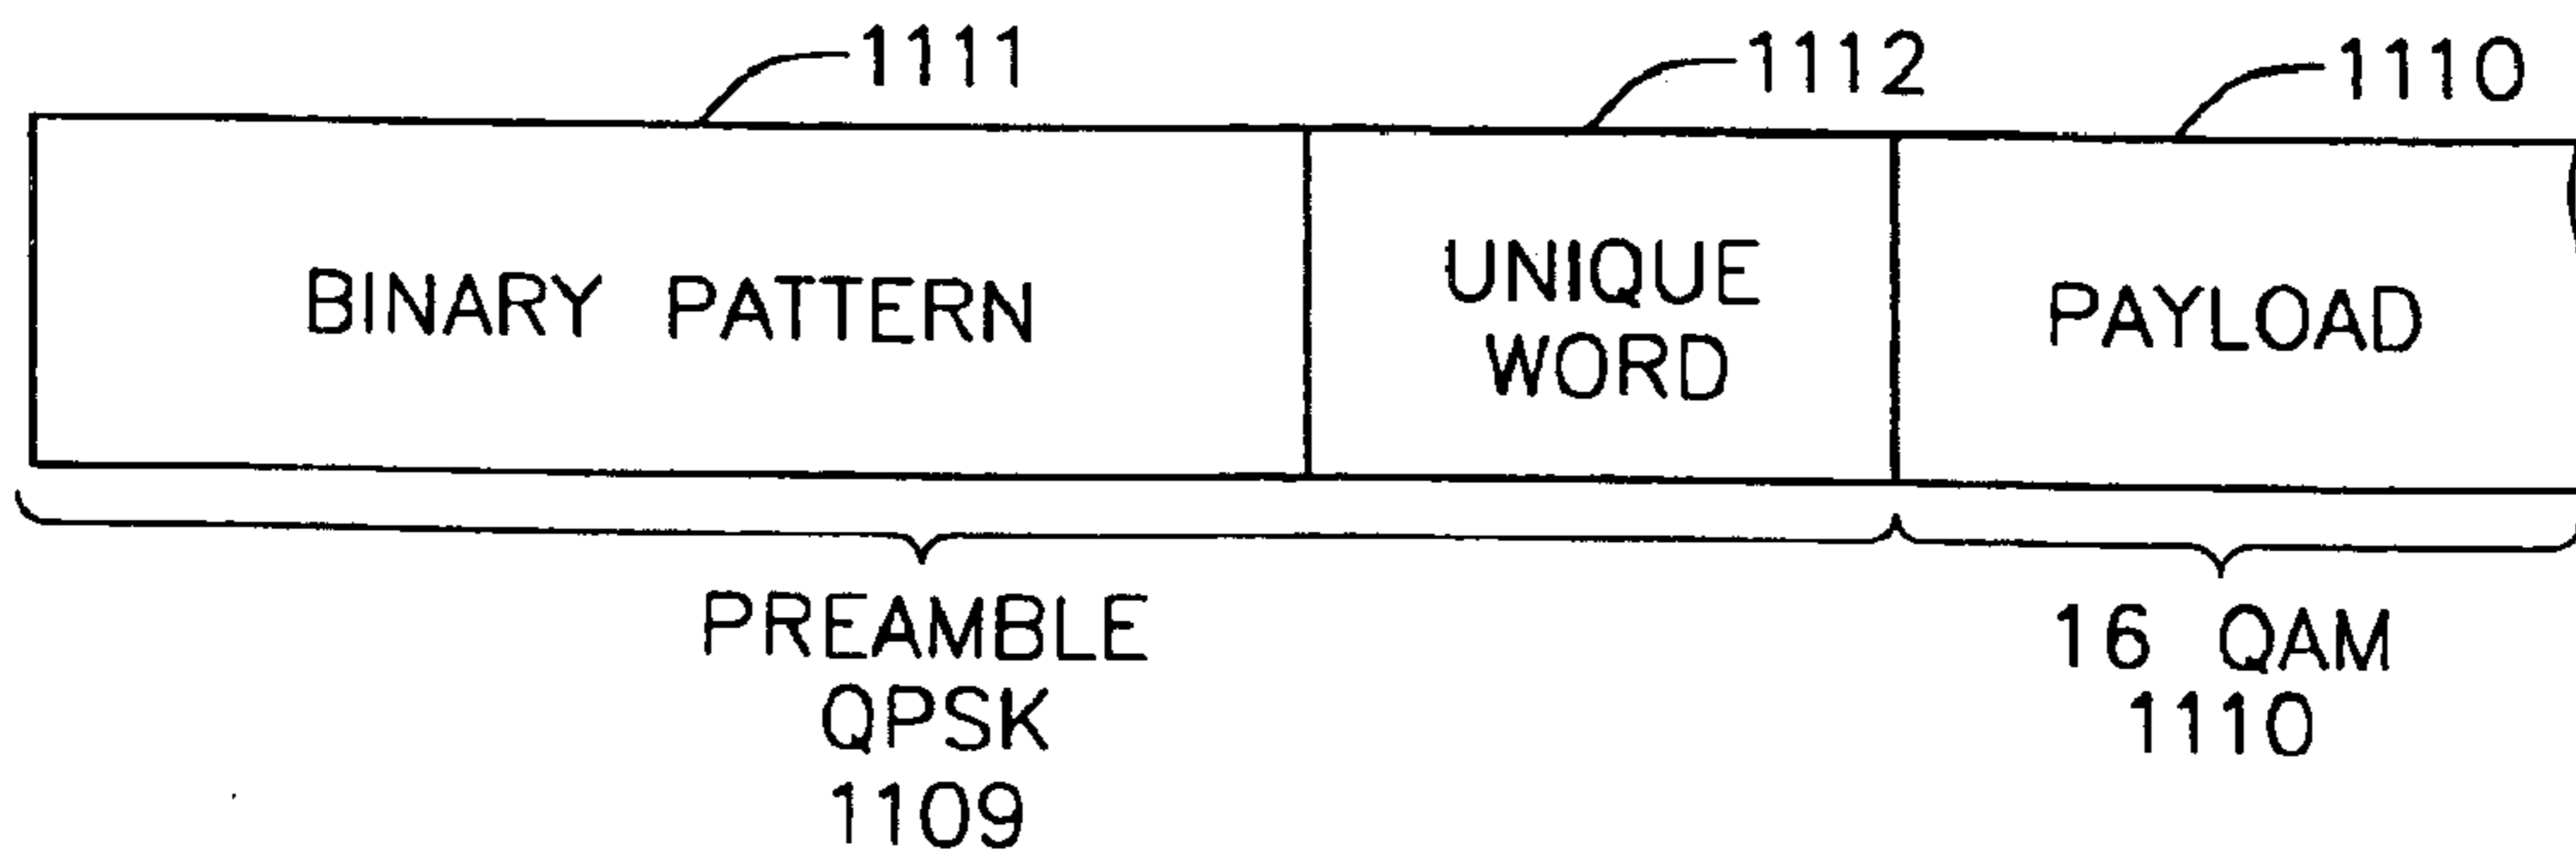 1111
1112
1110
BINARY PATTERN
UNIQUE
WORD
PAYLOAD
PREAMBLE
QPSK
1109
16 QAM
1110